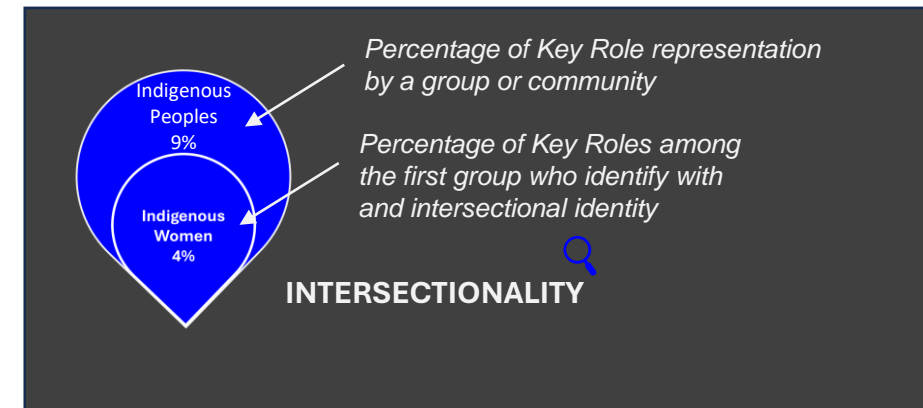 Percentage of Key Role representation
by a group or community
Indigenous
Peoples
9%
Percentage of Key Roles among
the first group who identify with
and intersectional identity
Indigenous
Women
4%
INTERSECTIONALITY